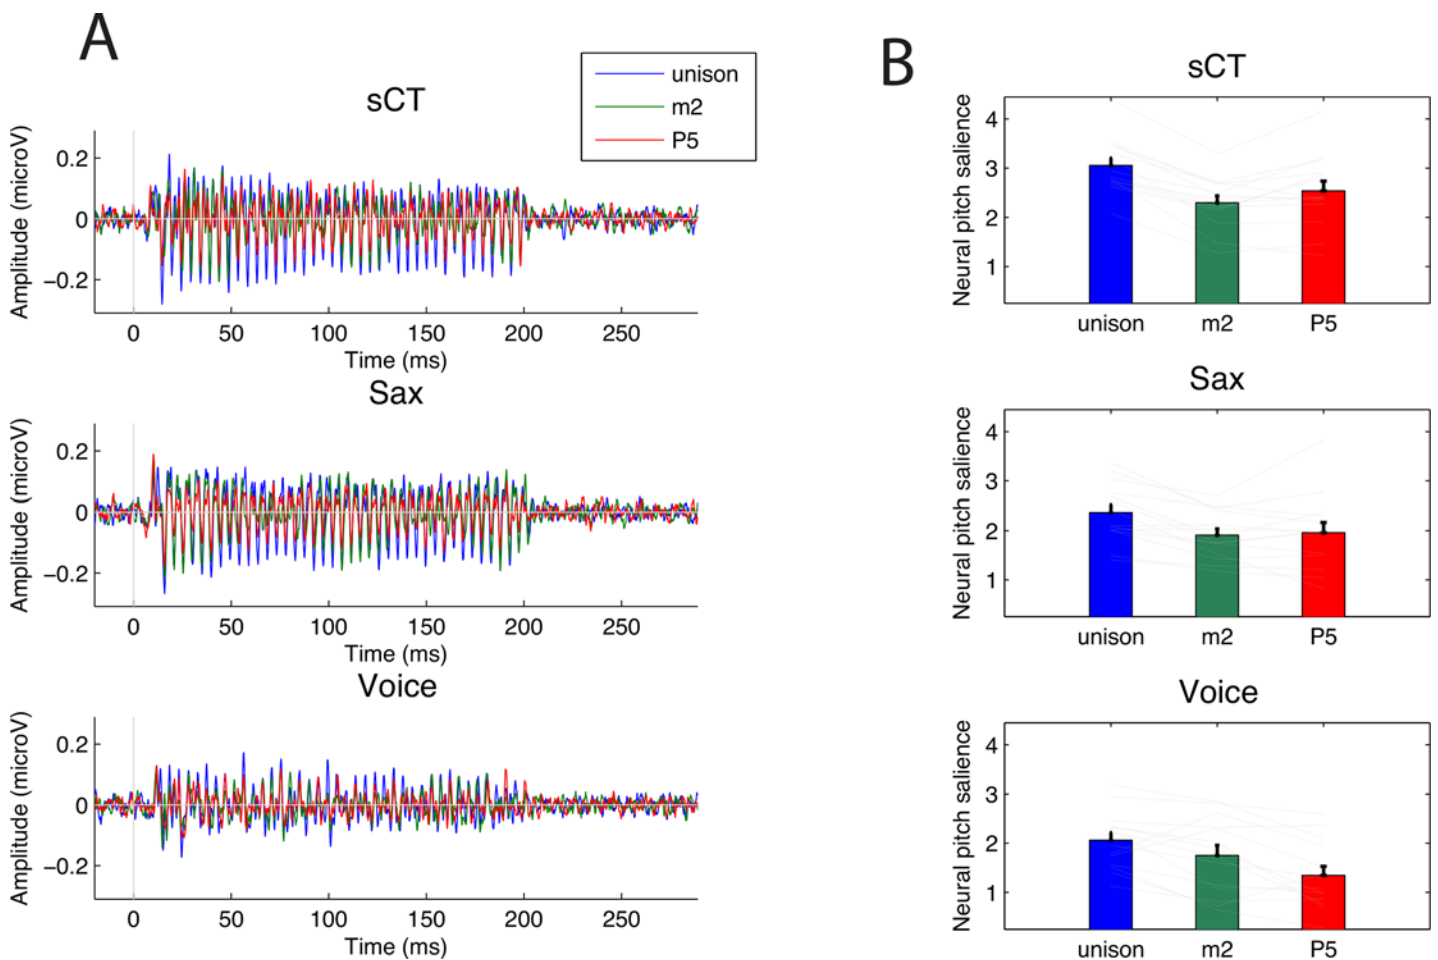 A
unison
m2
P5
sCT
Amplitude (microV)
0.2
0
−0.2
0 50 100 150 200 250
Time (ms)
Sax
Amplitude (microV)
0.2
0
−0.2
0 50 100 150 200 250
Time (ms)
Voice
Amplitude (microV)
0.2
0
−0.2
0 50 100 150 200 250
Time (ms)
B
sCT
Neural pitch salience
4
3
2
1
unison m2 P5
Sax
Neural pitch salience
4
3
2
1
unison m2 P5
Voice
Neural pitch salience
4
3
2
1
unison m2 P5